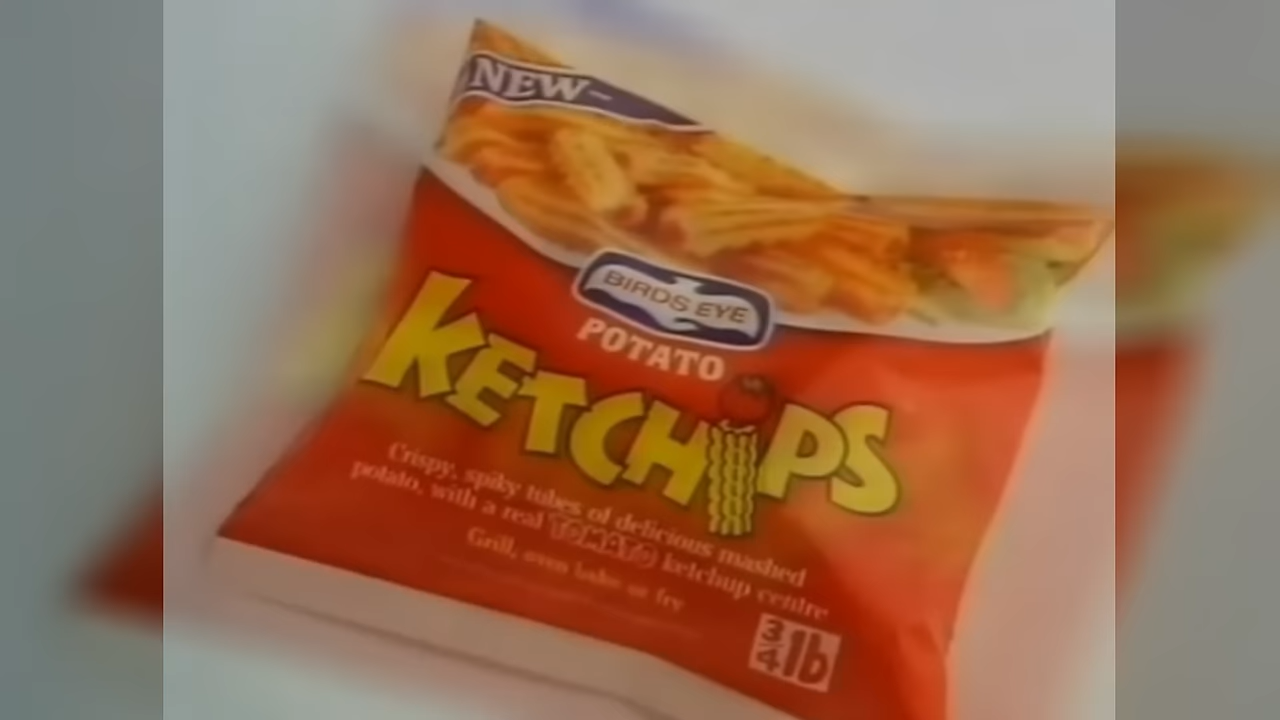 NEW-
BIRDS EYE
POTATO
KETCHiPS
Crispy, spiky tubes of delicious mashed
potato, with a real TOMATO ketchup centre
Grill, oven bake or fry
3/4 lb